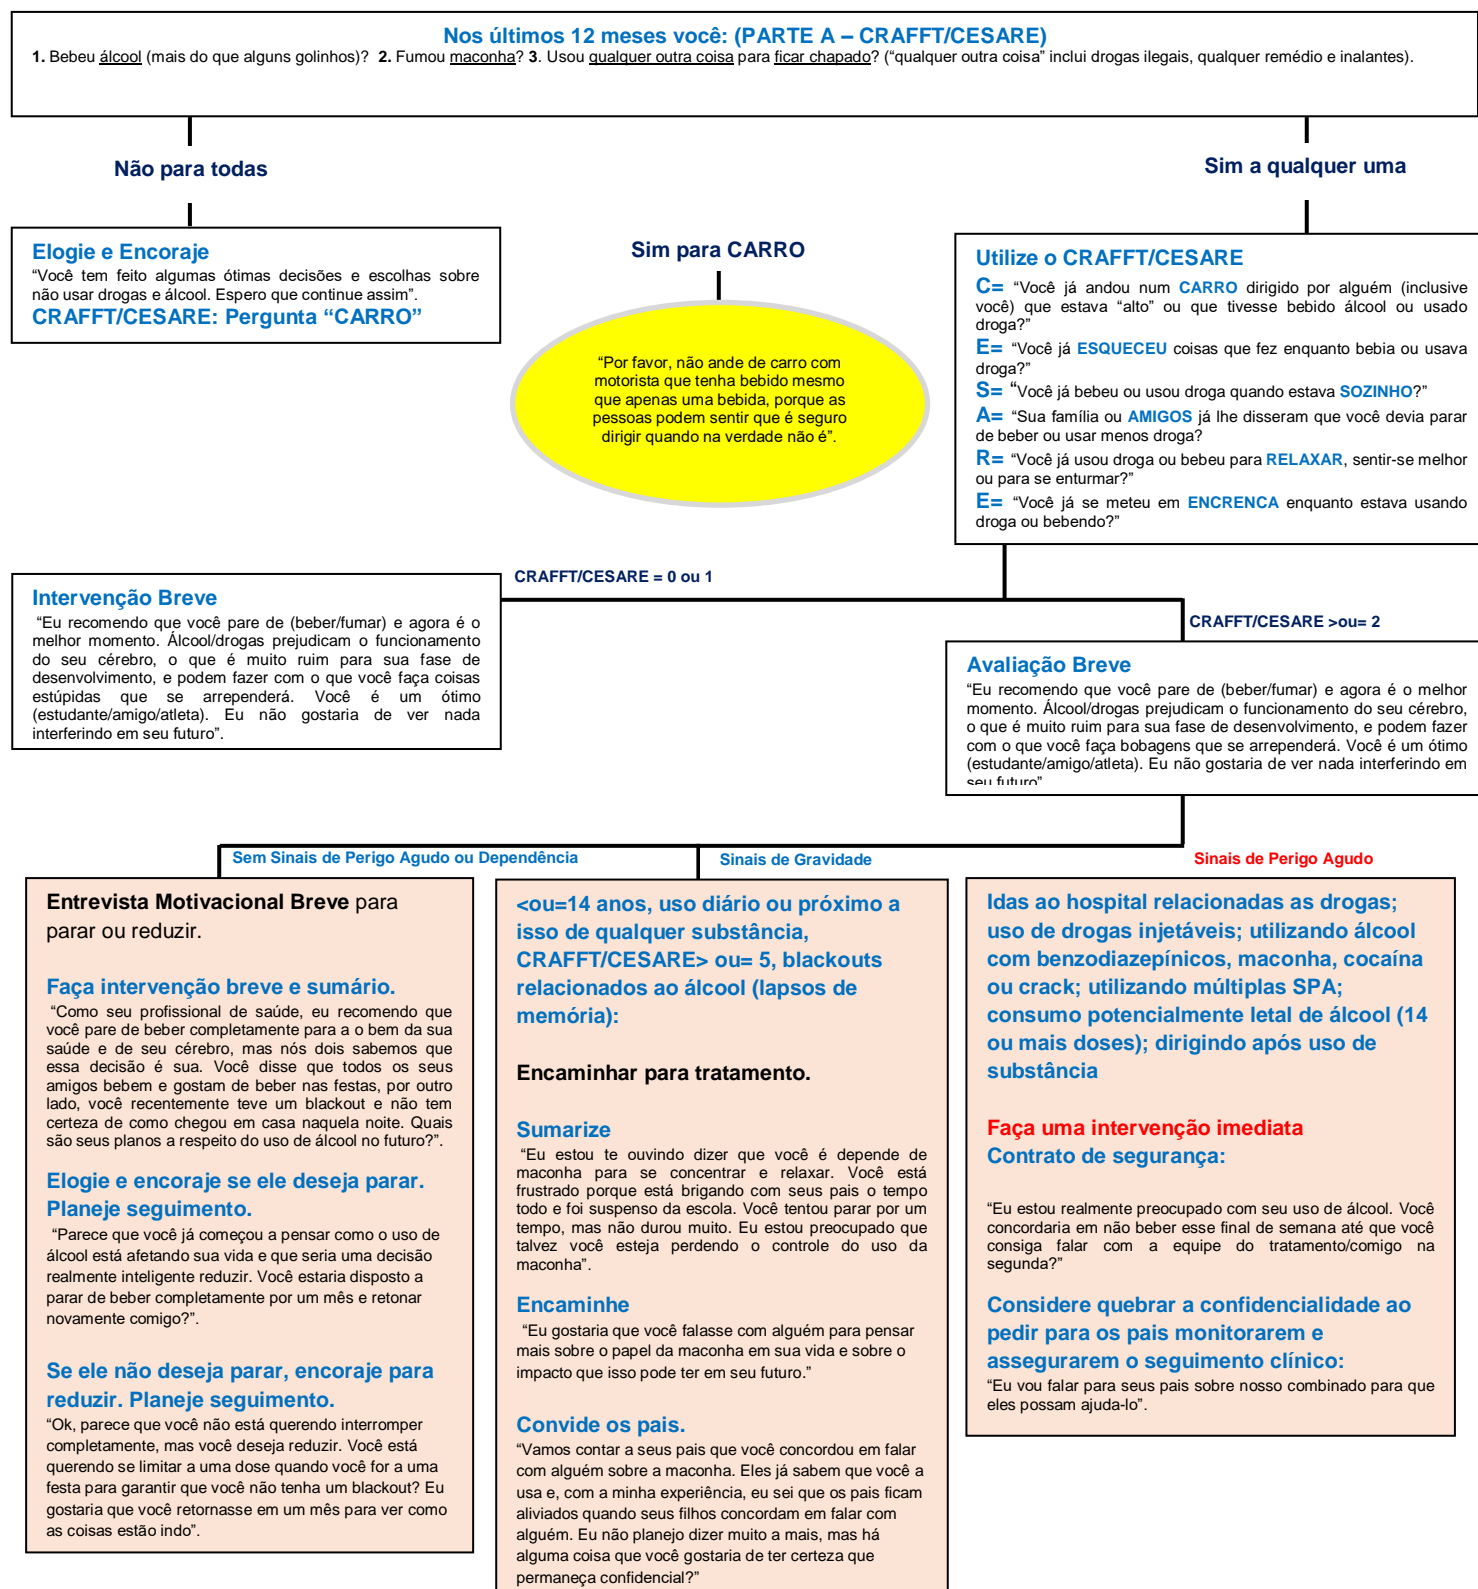 Nos últimos 12 meses você: (PARTE A – CRAFFT/CESARE)
1. Bebeu álcool (mais do que alguns golinhos)? 2. Fumou maconha? 3. Usou qualquer outra coisa para ficar chapado? (“qualquer outra coisa” inclui drogas ilegais, qualquer remédio e inalantes).
Não para todas
Sim a qualquer uma
Elogie e Encoraje
“Você tem feito algumas ótimas decisões e escolhas sobre
não usar drogas e álcool. Espero que continue assim”.
CRAFFT/CESARE: Pergunta “CARRO”
Sim para CARRO
“Por favor, não ande de carro com
motorista que tenha bebido mesmo
que apenas uma bebida, porque as
pessoas podem sentir que é seguro
dirigir quando na verdade não é”.
Utilize o CRAFFT/CESARE
C= “Você já andou num CARRO dirigido por alguém (inclusive
você) que estava “alto” ou que tivesse bebido álcool ou usado
droga?”
E= “Você já ESQUECEU coisas que fez enquanto bebia ou usava
droga?”
S= “Você já bebeu ou usou droga quando estava SOZINHO?”
A= “Sua família ou AMIGOS já lhe disseram que você devia parar
de beber ou usar menos droga?
R= “Você já usou droga ou bebeu para RELAXAR, sentir-se melhor
ou para se enturmar?”
E= “Você já se meteu em ENCRENCA enquanto estava usando
droga ou bebendo?”
CRAFFT/CESARE = 0 ou 1
Intervenção Breve
“Eu recomendo que você pare de (beber/fumar) e agora é o
melhor momento. Álcool/drogas prejudicam o funcionamento
do seu cérebro, o que é muito ruim para sua fase de
desenvolvimento, e podem fazer com o que você faça coisas
estúpidas que se arrependerá. Você é um ótimo
(estudante/amigo/atleta). Eu não gostaria de ver nada
interferindo em seu futuro”.
CRAFFT/CESARE >ou= 2
Avaliação Breve
“Eu recomendo que você pare de (beber/fumar) e agora é o melhor
momento. Álcool/drogas prejudicam o funcionamento do seu cérebro,
o que é muito ruim para sua fase de desenvolvimento, e podem fazer
com o que você faça bobagens que se arrependerá. Você é um ótimo
(estudante/amigo/atleta). Eu não gostaria de ver nada interferindo em
seu futuro”
Sem Sinais de Perigo Agudo ou Dependência
Sinais de Gravidade
Sinais de Perigo Agudo
Entrevista Motivacional Breve para
parar ou reduzir.
Faça intervenção breve e sumário.
“Como seu profissional de saúde, eu recomendo que
você pare de beber completamente para a o bem da sua
saúde e de seu cérebro, mas nós dois sabemos que
essa decisão é sua. Você disse que todos os seus
amigos bebem e gostam de beber nas festas, por outro
lado, você recentemente teve um blackout e não tem
certeza de como chegou em casa naquela noite. Quais
são seus planos a respeito do uso de álcool no futuro?”.
Elogie e encoraje se ele deseja parar.
Planeje seguimento.
“Parece que você já começou a pensar como o uso de
álcool está afetando sua vida e que seria uma decisão
realmente inteligente reduzir. Você estaria disposto a
parar de beber completamente por um mês e retonar
novamente comigo?”.
Se ele não deseja parar, encoraje para
reduzir. Planeje seguimento.
“Ok, parece que você não está querendo interromper
completamente, mas você deseja reduzir. Você está
querendo se limitar a uma dose quando você for a uma
festa para garantir que você não tenha um blackout? Eu
gostaria que você retornasse em um mês para ver como
as coisas estão indo”.
<ou=14 anos, uso diário ou próximo a
isso de qualquer substância,
CRAFFT/CESARE> ou= 5, blackouts
relacionados ao álcool (lapsos de
memória):
Encaminhar para tratamento.
Sumarize
“Eu estou te ouvindo dizer que você é depende de
maconha para se concentrar e relaxar. Você está
frustrado porque está brigando com seus pais o tempo
todo e foi suspenso da escola. Você tentou parar por um
tempo, mas não durou muito. Eu estou preocupado que
talvez você esteja perdendo o controle do uso da
maconha”.
Encaminhe
“Eu gostaria que você falasse com alguém para pensar
mais sobre o papel da maconha em sua vida e sobre o
impacto que isso pode ter em seu futuro.”
Convide os pais.
“Vamos contar a seus pais que você concordou em falar
com alguém sobre a maconha. Eles já sabem que você a
usa e, com a minha experiência, eu sei que os pais ficam
aliviados quando seus filhos concordam em falar com
alguém. Eu não planejo dizer muito a mais, mas há
alguma coisa que você gostaria de ter certeza que
permaneça confidencial?”
Idas ao hospital relacionadas as drogas;
uso de drogas injetáveis; utilizando álcool
com benzodiazepínicos, maconha, cocaína
ou crack; utilizando múltiplas SPA;
consumo potencialmente letal de álcool (14
ou mais doses); dirigindo após uso de
substância
Faça uma intervenção imediata
Contrato de segurança:
“Eu estou realmente preocupado com seu uso de álcool. Você
concordaria em não beber esse final de semana até que você
consiga falar com a equipe do tratamento/comigo na
segunda?”
Considere quebrar a confidencialidade ao
pedir para os pais monitorarem e
assegurarem o seguimento clínico:
“Eu vou falar para seus pais sobre nosso combinado para que
eles possam ajuda-lo”.